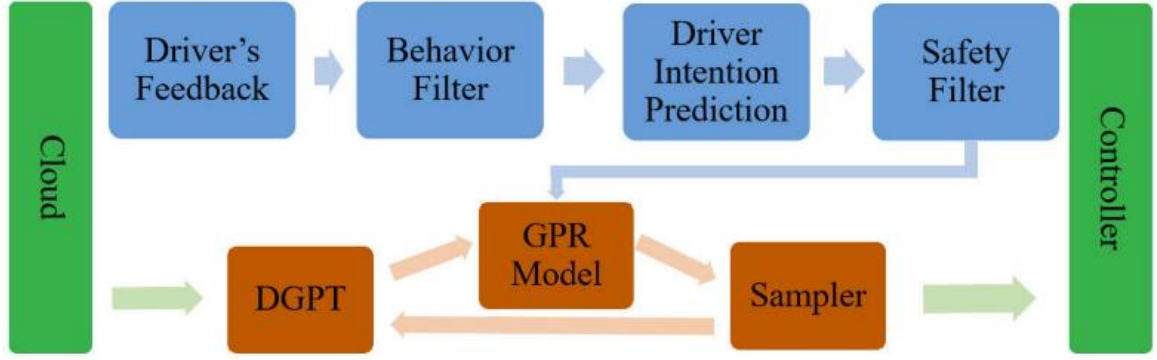 Cloud
Driver's
Feedback
Behavior
Filter
Driver
Intention
Prediction
Safety
Filter
Controller
GPR
Model
DGPT
Sampler